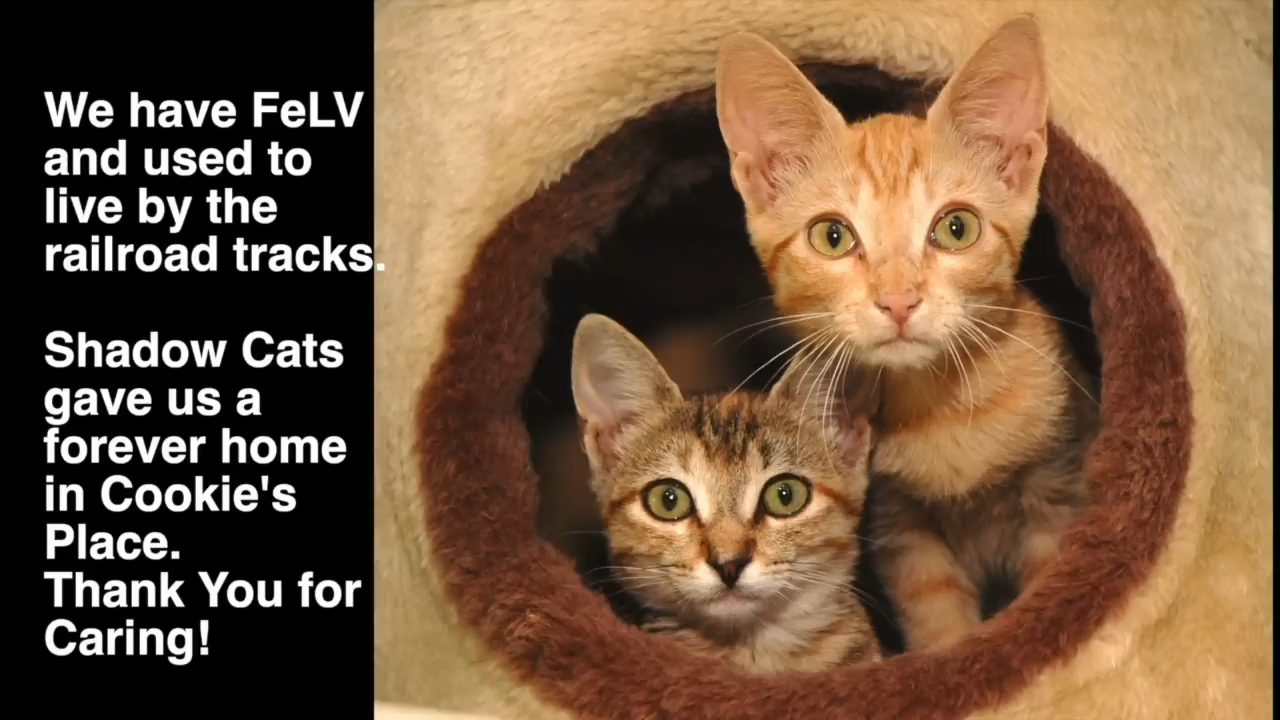 We have FeLV
and used to
live by the
railroad tracks.
Shadow Cats
gave us a
forever home
in Cookie's
Place.
Thank You for
Caring!